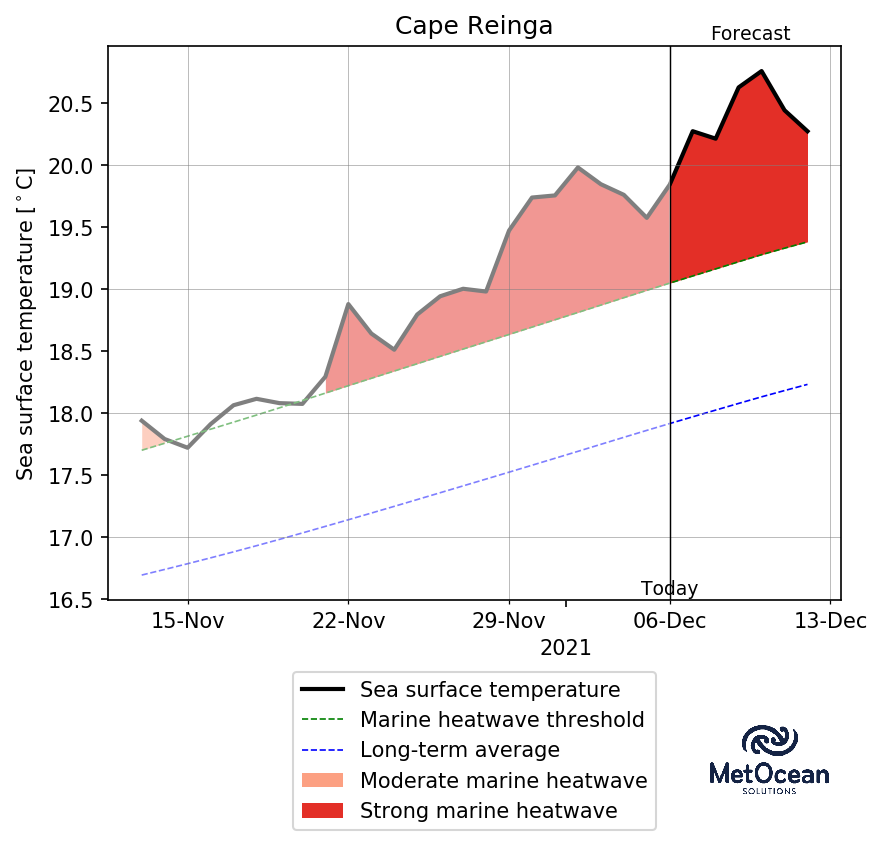 Cape Reinga
Forecast
Sea surface temperature [°C]
20.5
20.0
19.5
19.0
18.5
18.0
17.5
17.0
16.5
Today
15-Nov 22-Nov 29-Nov 06-Dec 13-Dec
2021
Sea surface temperature
Marine heatwave threshold
Long-term average
Moderate marine heatwave
Strong marine heatwave
MetOcean
SOLUTIONS